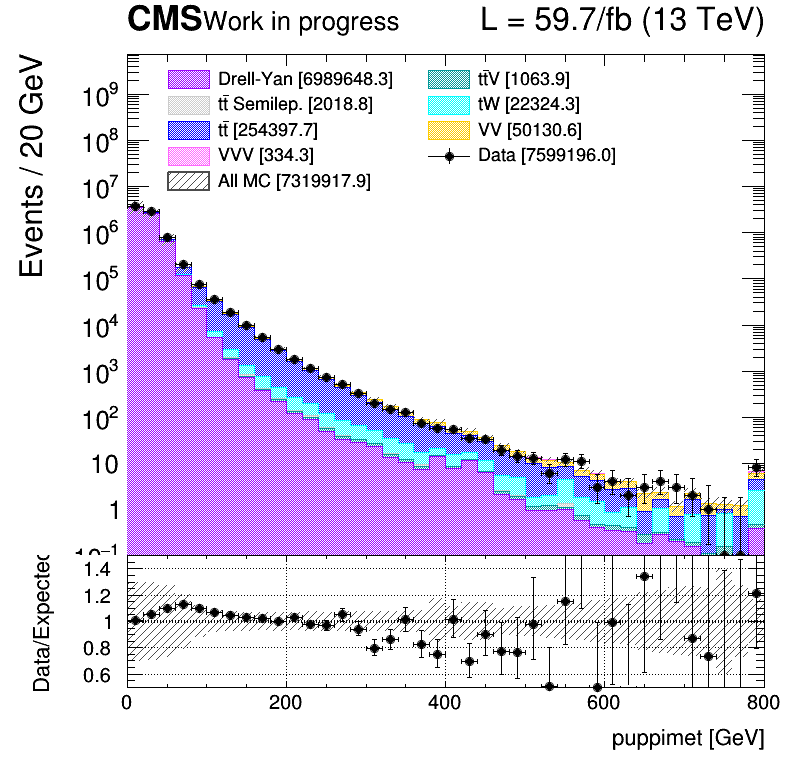 CMS Work in progress L = 59.7/fb (13 TeV)
Events / 20 GeV
Drell-Yan [6989648.3]
tt̄ Semilep. [2018.8]
tt̄ [254397.7]
VVV [334.3]
All MC [7319917.9]
tt̄V [1063.9]
tW [22324.3]
VV [50130.6]
Data [7599196.0]
10⁹
10⁸
10⁷
10⁶
10⁵
10⁴
10³
10²
10
1
10⁻¹
Data/Expected
1.4
1.2
1
0.8
0.6
0 200 400 600 800
puppimet [GeV]